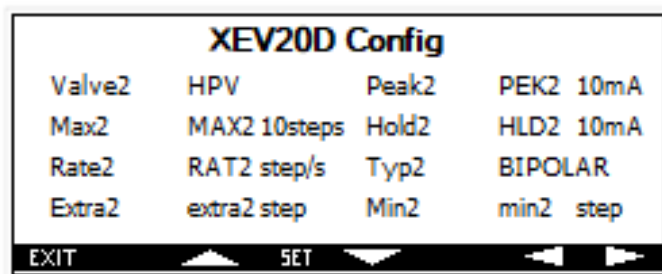 XEV20D Config
Valve2 HPV Peak2 PEK2 10mA
Max2 MAX2 10steps Hold2 HLD2 10mA
Rate2 RAT2 step/s Typ2 BIPOLAR
Extra2 extra2 step Min2 min2 step
EXIT SET